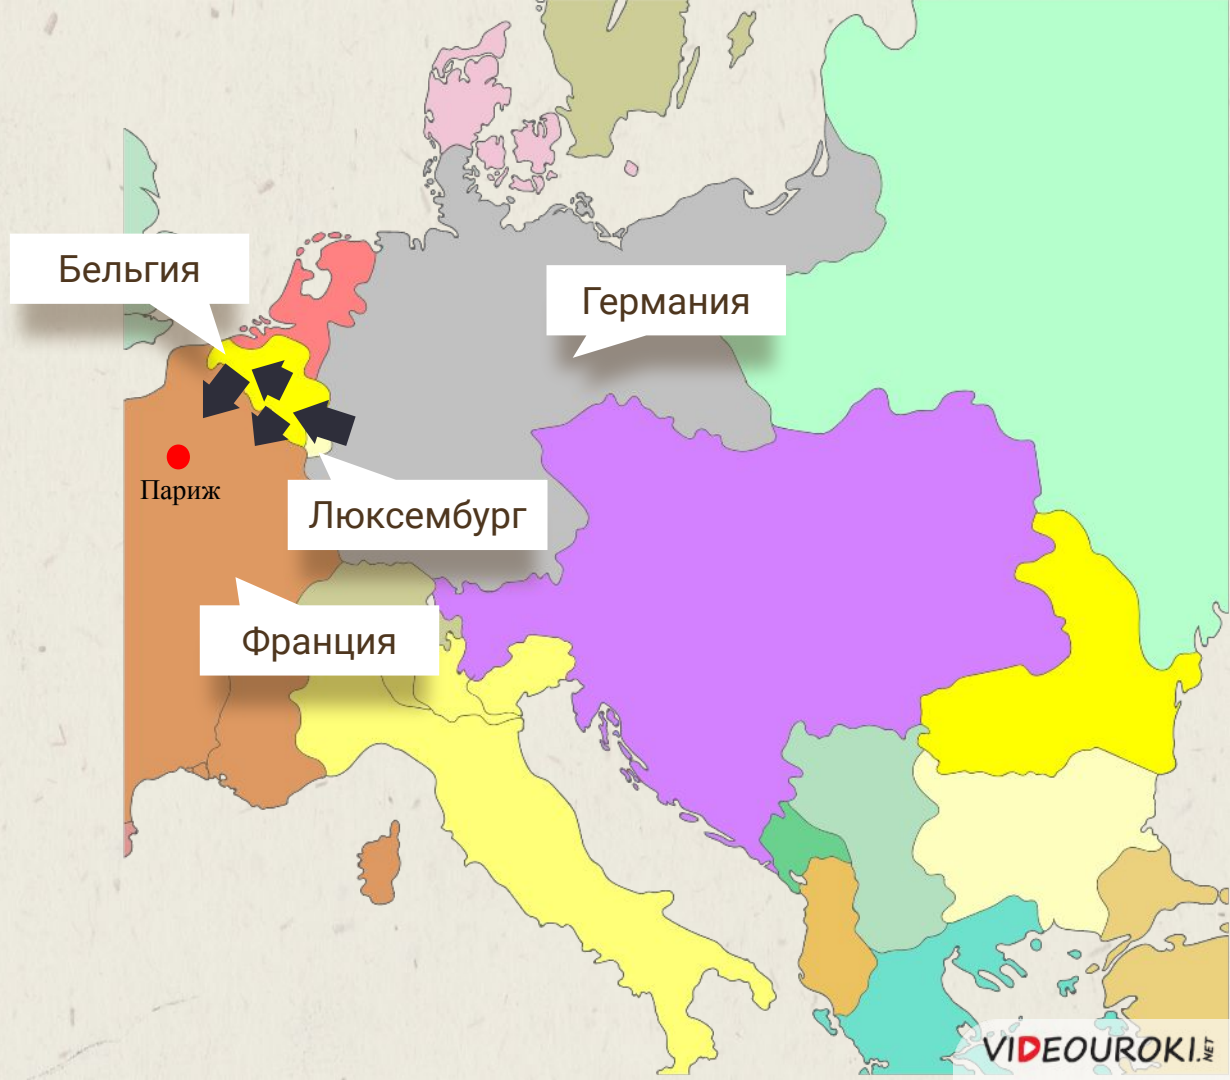 Бельгия
Германия
Париж
Люксембург
Франция
VIDEOUROKI.NET